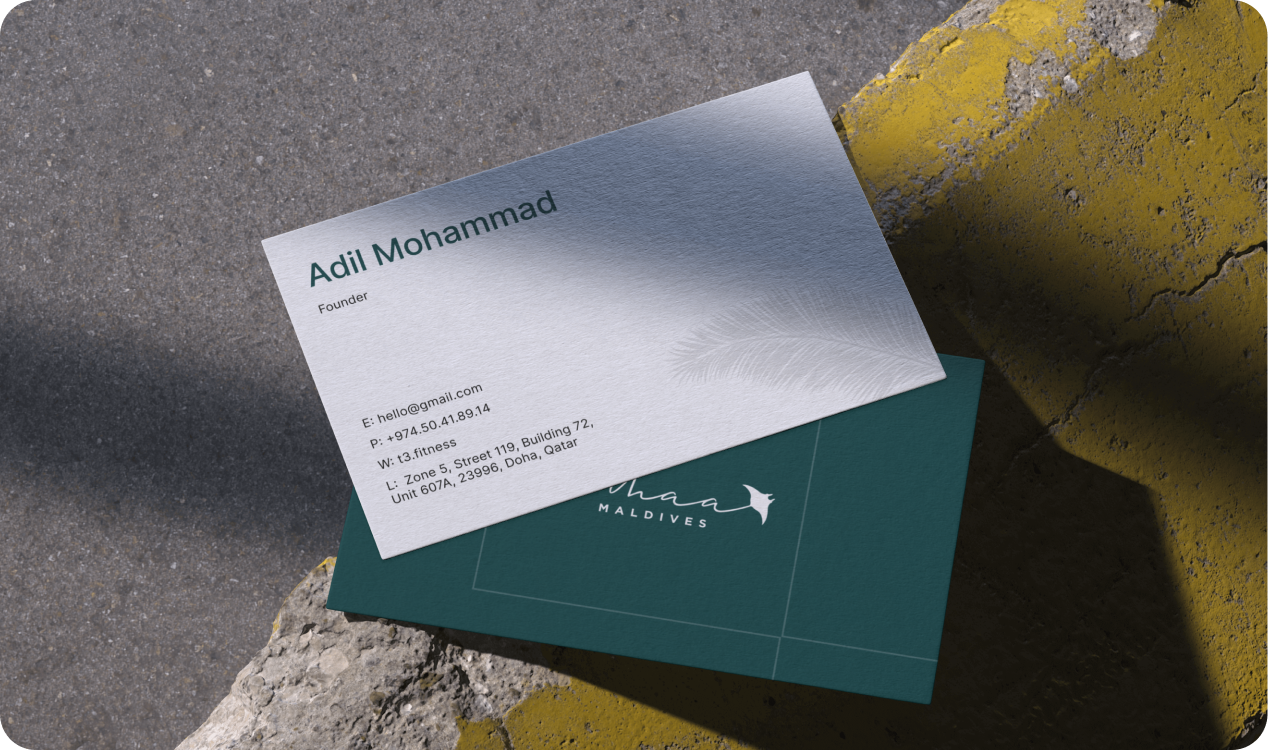 Adil Mohammad
Founder
E: hello@gmail.com
P: +974.50.41.89.14
W: t3.fitness
L: Zone 5, Street 119, Building 72,
Unit 607A, 23996, Doha, Qatar
MALDIVES